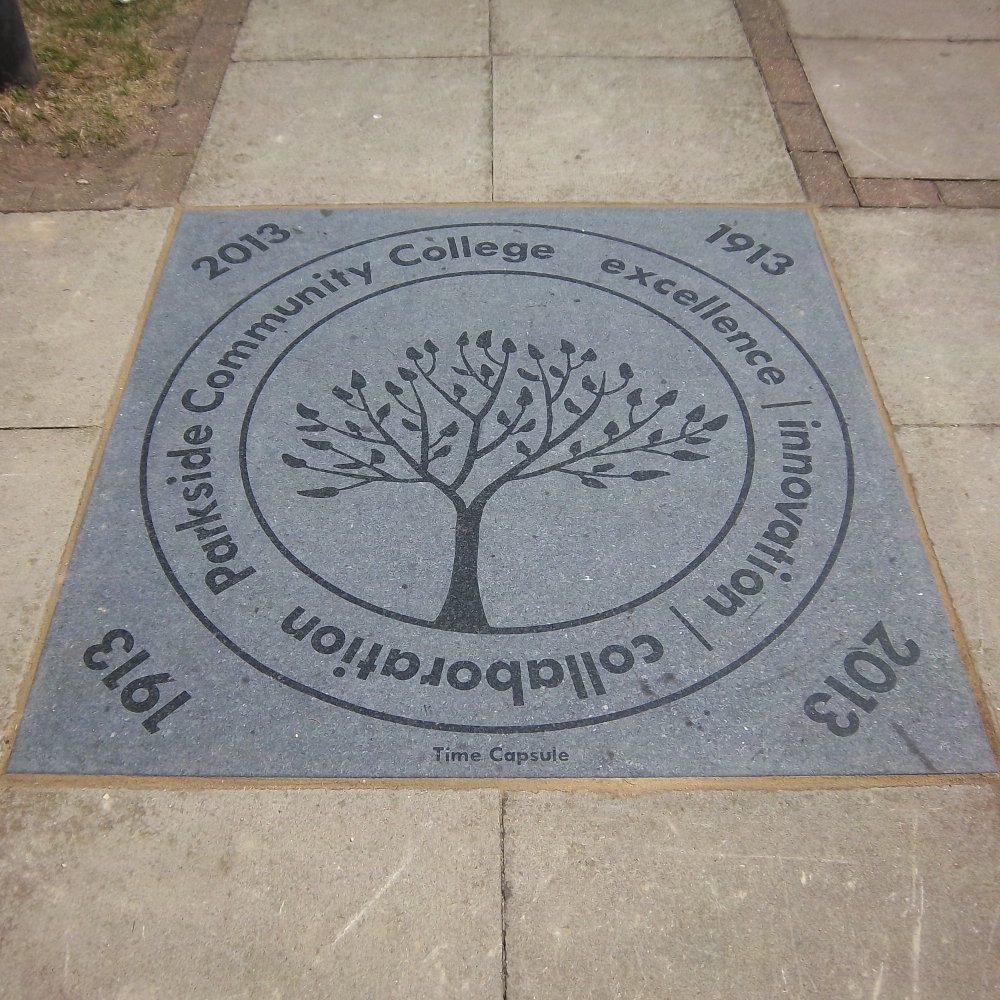 2013
1913
Parkside Community College
excellence | innovation | collaboration
1913
2013
Time Capsule